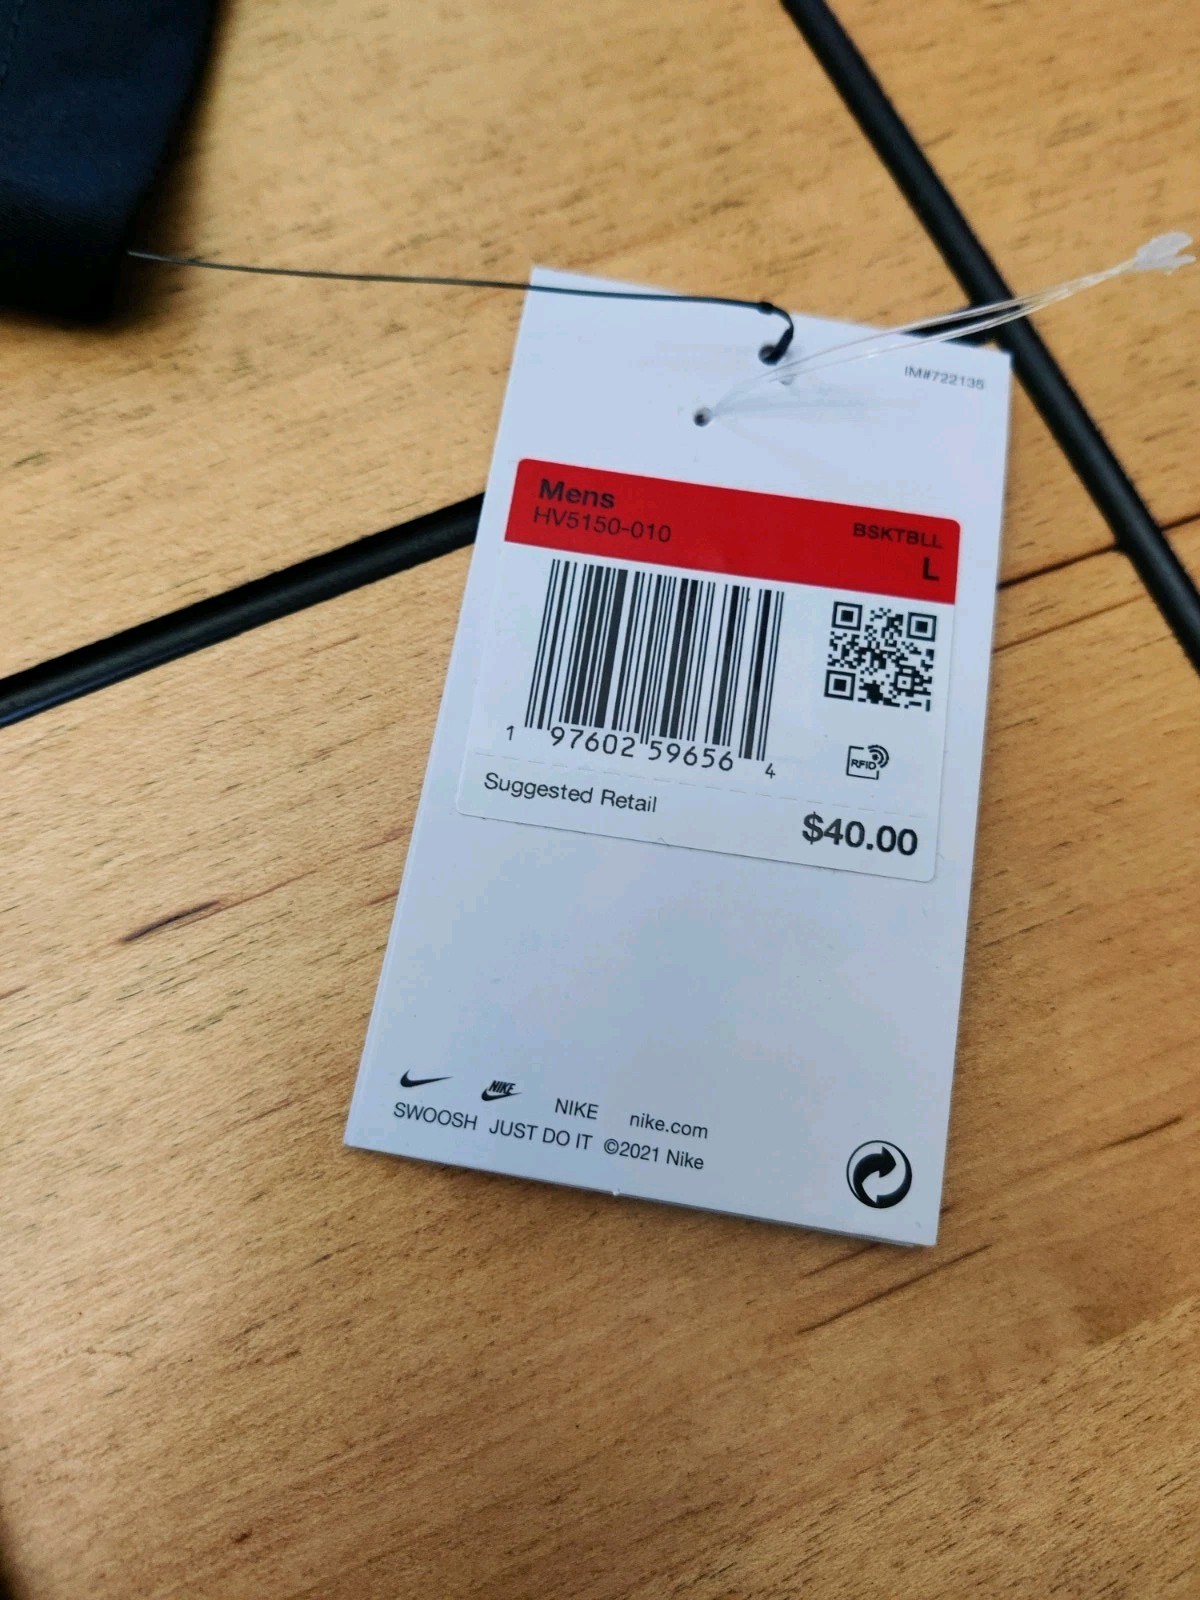 IM#722135
Mens
HV5150-010
BSKTBLL
L
1 97602 59656 4
RFID
Suggested Retail
$40.00
NIKE
NIKE nike.com
SWOOSH JUST DO IT ©2021 Nike